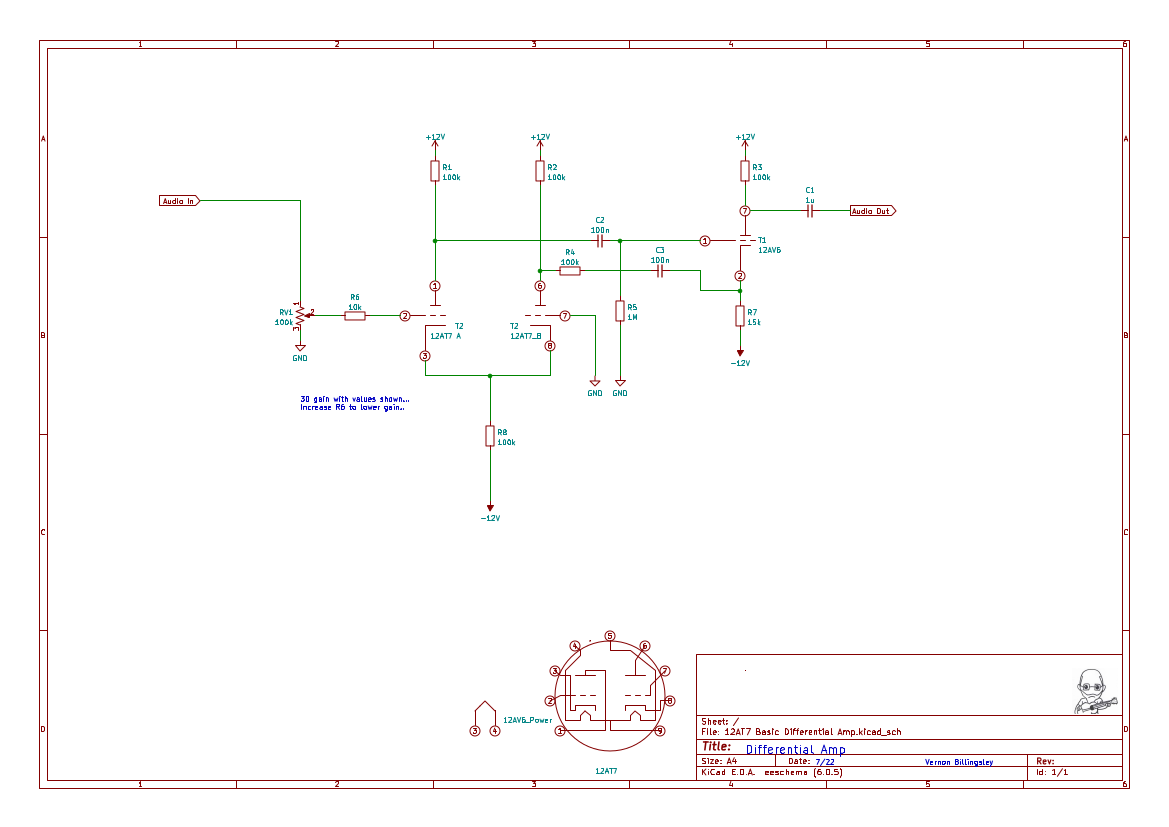 1 2 3 4 5 6
A A
B B
C C
D D
1 2 3 4 5 6
+12V +12V +12V
R1
100k
R2
100k
R3
100k
Audio In
C1
1u
Audio Out
7
C2
100n
1
T1
12AV6
R4
100k
C3
100n
2
1
6
R6
10k
RV1
100k
1
2
3
2
T2
12AT7 A
T2
12AT7_B
7
R5
1M
R7
15k
3
8
GND
-12V
GND GND
30 gain with values shown...
Increase R6 to lower gain..
R8
100k
-12V
5
4 6
3 7
2 8
1 9
12AV6_Power
3 4
12AT7
Sheet: /
File: 12AT7 Basic Differential Amp.kicad_sch
Title: Differential Amp
Size: A4 Date: 7/22 Vernon Billingsley Rev:
KiCad E.D.A. eeschema (6.0.5) Id: 1/1